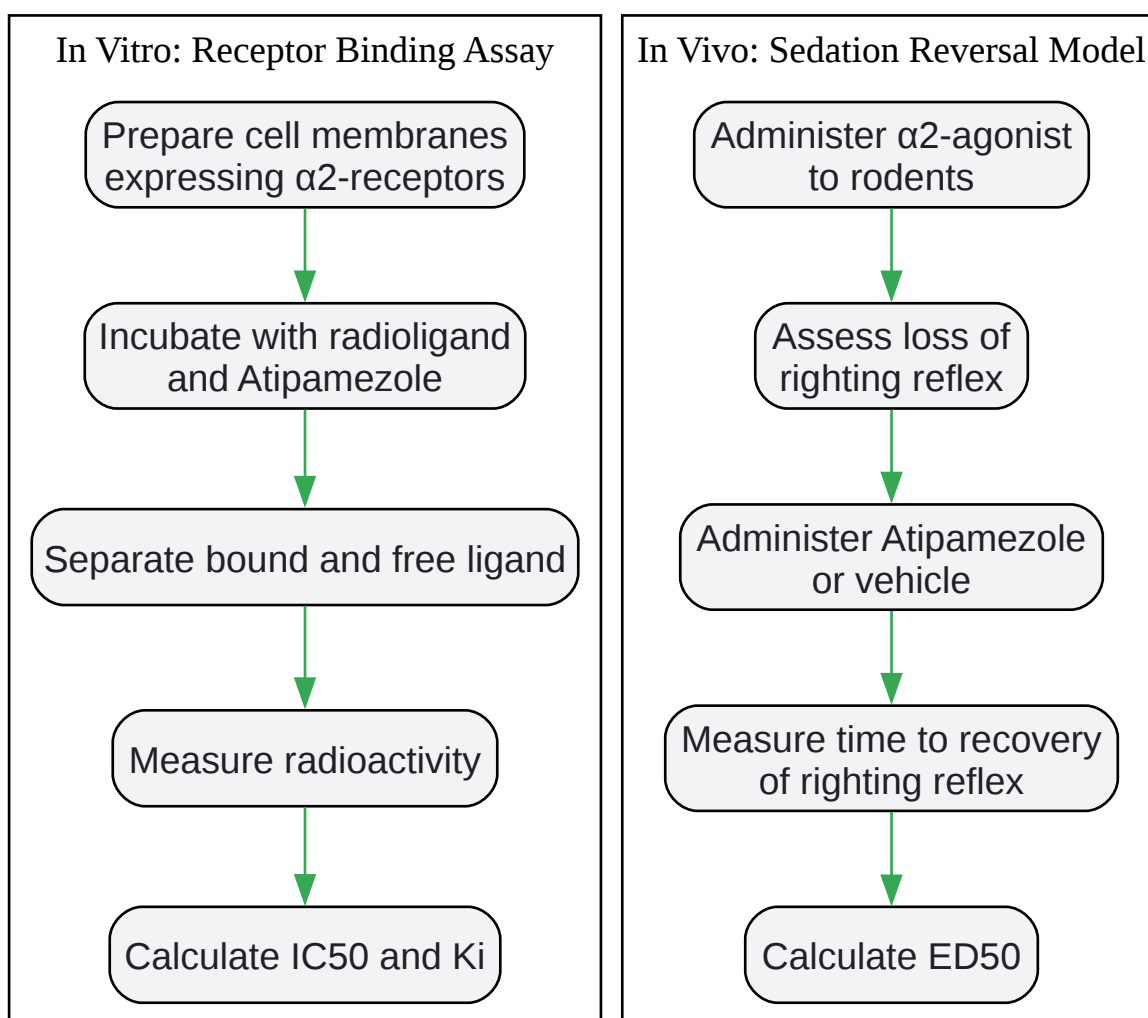 In Vitro: Receptor Binding Assay
Prepare cell membranes
expressing α2-receptors
Incubate with radioligand
and Atipamezole
Separate bound and free ligand
Measure radioactivity
Calculate IC50 and Ki
In Vivo: Sedation Reversal Model
Administer α2-agonist
to rodents
Assess loss of
righting reflex
Administer Atipamezole
or vehicle
Measure time to recovery
of righting reflex
Calculate ED50